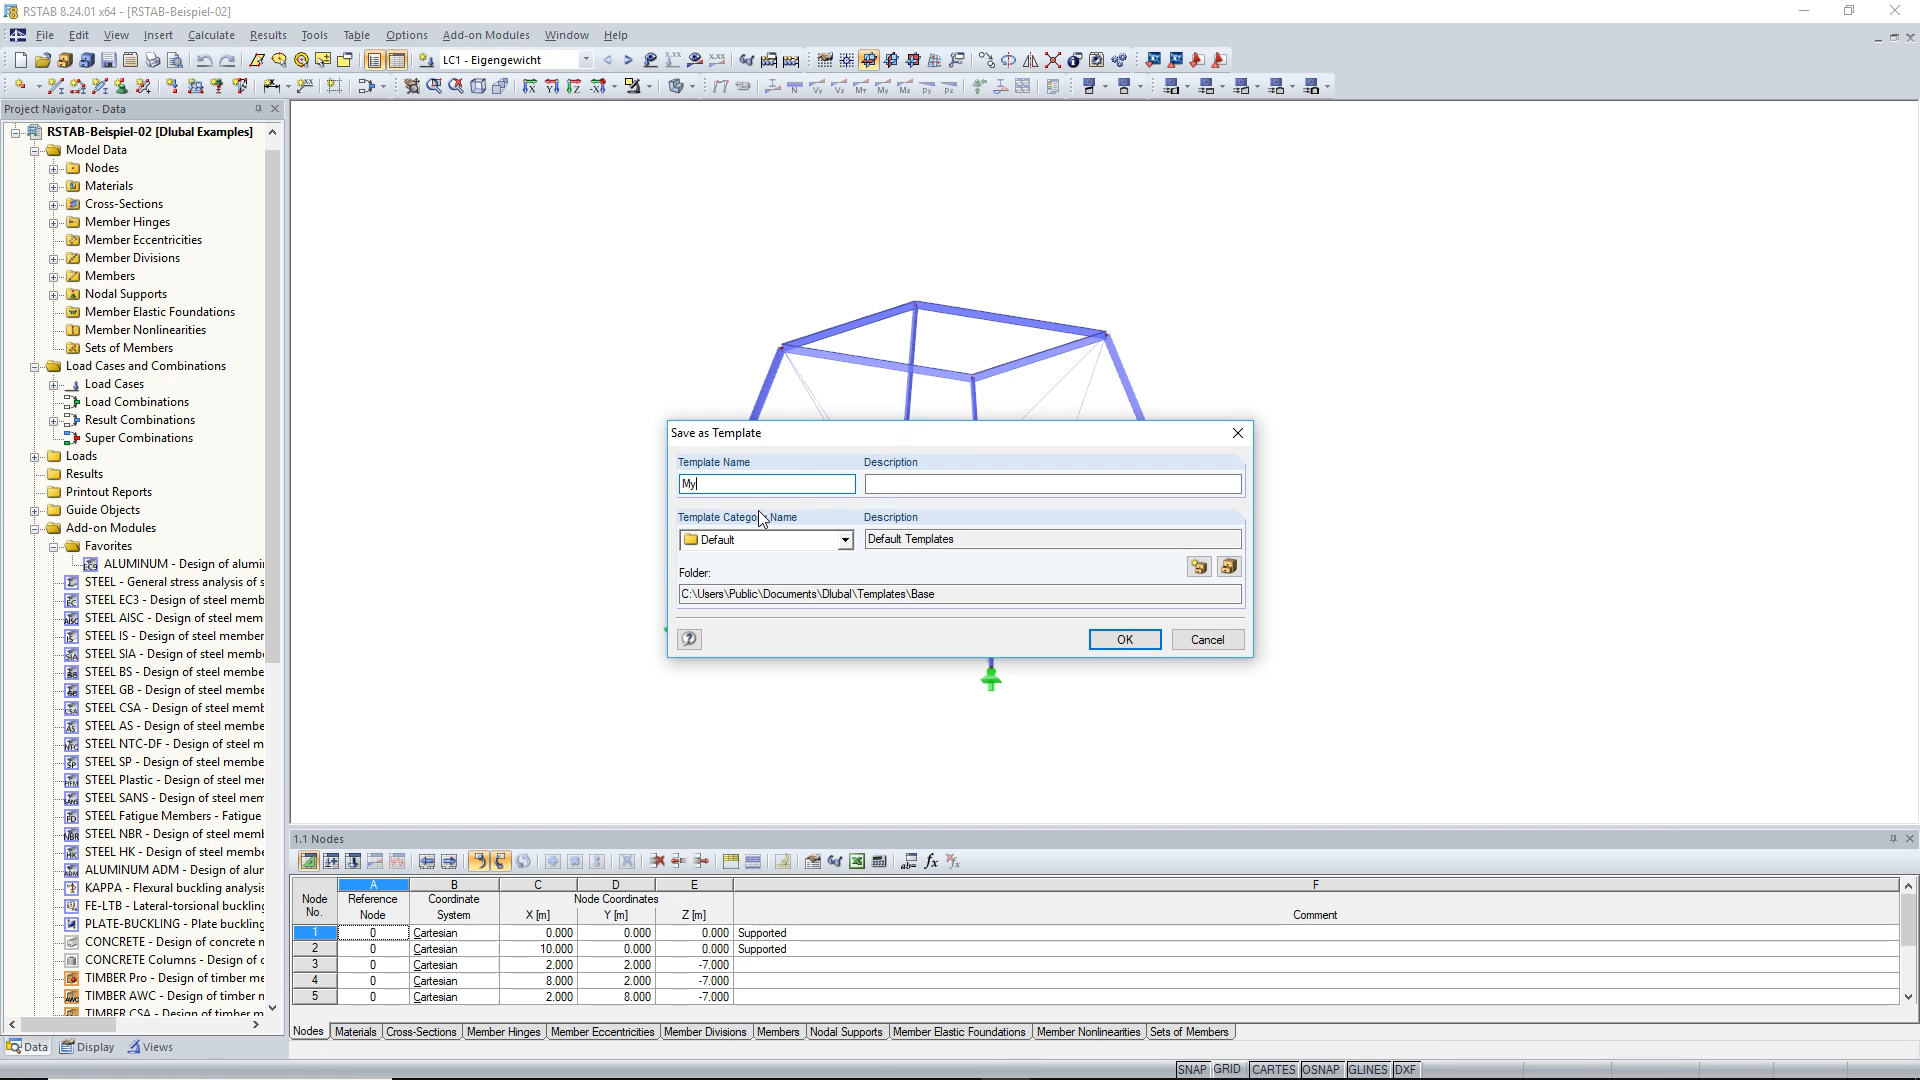 RSTAB 8.24.01 x64 - [RSTAB-Beispiel-02]
File Edit View Insert Calculate Results Tools Table Options Add-on Modules Window Help
LC1 - Eigengewicht
Project Navigator - Data
RSTAB-Beispiel-02 [Dlubal Examples]
Model Data
Nodes
Materials
Cross-Sections
Member Hinges
Member Eccentricities
Member Divisions
Members
Nodal Supports
Member Elastic Foundations
Member Nonlinearities
Sets of Members
Load Cases and Combinations
Load Cases
Load Combinations
Result Combinations
Super Combinations
Loads
Results
Printout Reports
Guide Objects
Add-on Modules
Favorites
ALUMINUM - Design of alumi
STEEL - General stress analysis of s
STEEL EC3 - Design of steel memb
STEEL AISC - Design of steel mem
STEEL IS - Design of steel member
STEEL SIA - Design of steel memb
STEEL BS - Design of steel membe
STEEL GB - Design of steel membe
STEEL CSA - Design of steel memb
STEEL AS - Design of steel membe
STEEL NTC-DF - Design of steel m
STEEL SP - Design of steel membe
STEEL Plastic - Design of steel mer
STEEL SANS - Design of steel mem
STEEL Fatigue Members - Fatigue
STEEL NBR - Design of steel memb
STEEL HK - Design of steel membe
ALUMINUM ADM - Design of alur
KAPPA - Flexural buckling analysis
FE-LTB - Lateral-torsional buckling
PLATE-BUCKLING - Plate buckling
CONCRETE - Design of concrete n
CONCRETE Columns - Design of c
TIMBER Pro - Design of timber me
TIMBER AWC - Design of timber n
TIMBER CSA - Design of timber m
Data Display Views
Save as Template
Template Name Description
My
Template Category Name Description
Default Default Templates
Folder:
C:\Users\Public\Documents\Dlubal\Templates\Base
OK Cancel
1.1 Nodes
A B C D E F
Node No. Reference Node Coordinate System Node Coordinates
X [m] Y [m] Z [m] Comment
1 0 Cartesian 0.000 0.000 0.000 Supported
2 0 Cartesian 10.000 0.000 0.000 Supported
3 0 Cartesian 2.000 2.000 -7.000
4 0 Cartesian 8.000 2.000 -7.000
5 0 Cartesian 2.000 8.000 -7.000
Nodes Materials Cross-Sections Member Hinges Member Eccentricities Member Divisions Members Nodal Supports Member Elastic Foundations Member Nonlinearities Sets of Members
SNAP GRID CARTES OSNAP GLINES DXF